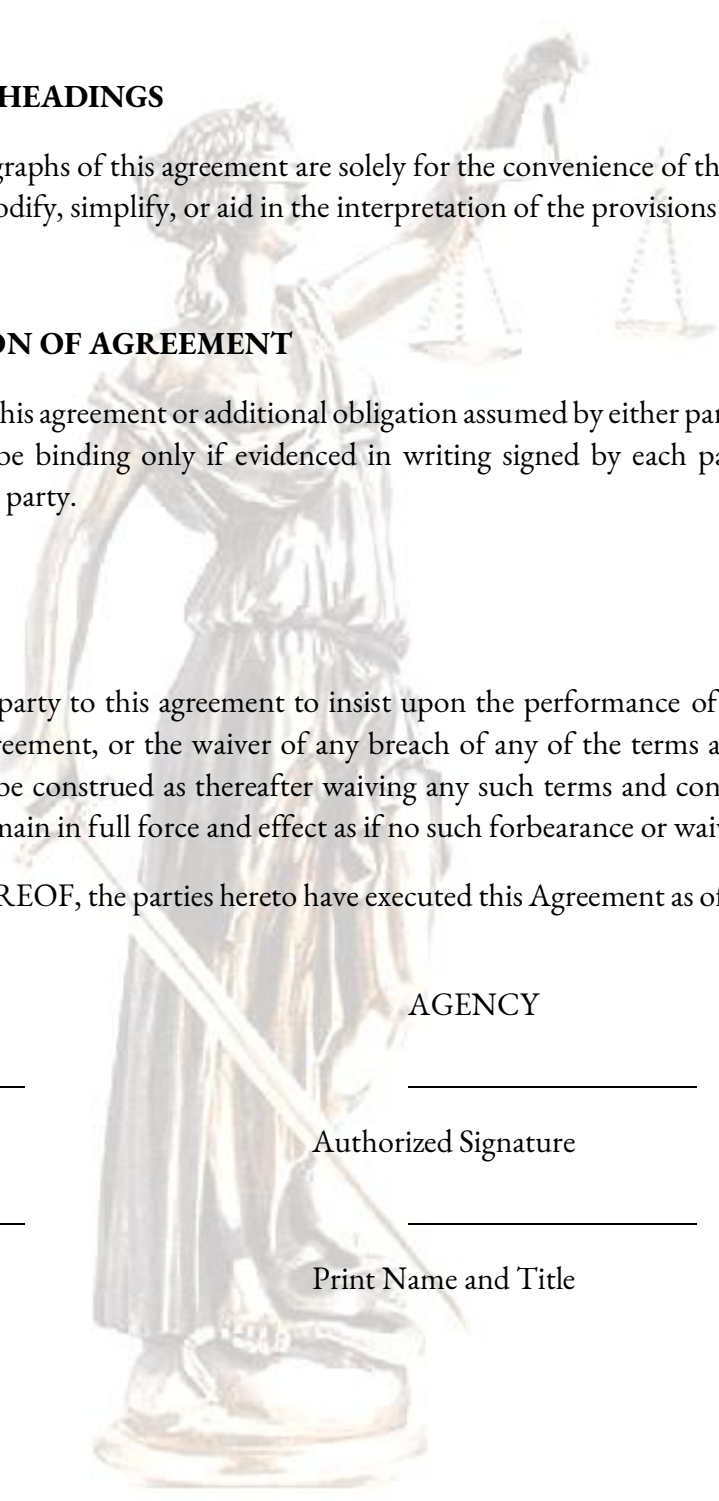 HEADINGS
graphs of this agreement are solely for the convenience of th
odify, simplify, or aid in the interpretation of the provisions
ON OF AGREEMENT
his agreement or additional obligation assumed by either par
be binding only if evidenced in writing signed by each pa
party.
party to this agreement to insist upon the performance of
reement, or the waiver of any breach of any of the terms a
be construed as thereafter waiving any such terms and con
main in full force and effect as if no such forbearance or waiv
REOF, the parties hereto have executed this Agreement as of
AGENCY
Authorized Signature
Print Name and Title